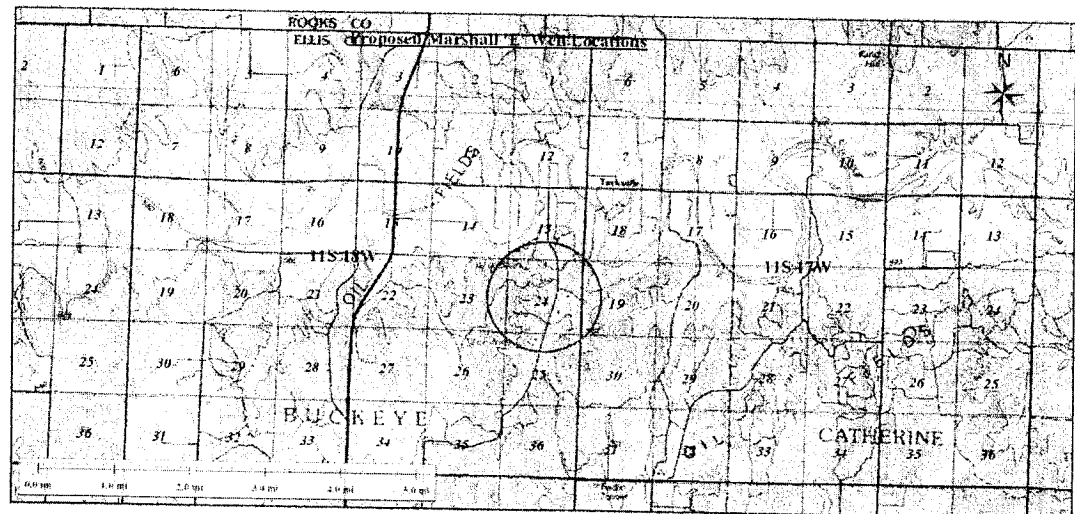 ROOKS CO
ELLIS Proposed Marshall 'E' Well Locations
2 1 6 4 3 2 1 6 5 4 3 2
N
12 7 8 9 10 12 7 8 9 10 11 12
FIELDS
13 18 17 16 15 14 18 17 16 15 14 13
11S 18W 11S 17W
24 19 20 21 22 23 24 19 20 21 22 23 24
OIL
25 30 29 28 27 26 25 30 29 28 27 26 25
BUCKEYE
CATHERINE
36 31 32 33 34 35 36 33 34 35 36
0.0 mi 1.0 mi 2.0 mi 3.0 mi 4.0 mi 5.0 mi